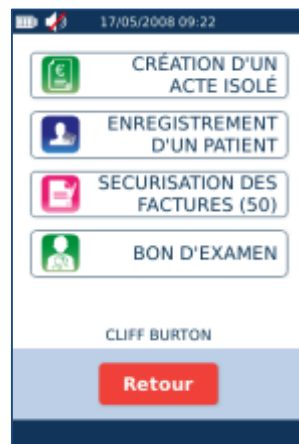 17/05/2008 09:22
CRÉATION D'UN
ACTE ISOLÉ
ENREGISTREMENT
D'UN PATIENT
SECURISATION DES
FACTURES (50)
BON D'EXAMEN
CLIFF BURTON
Retour